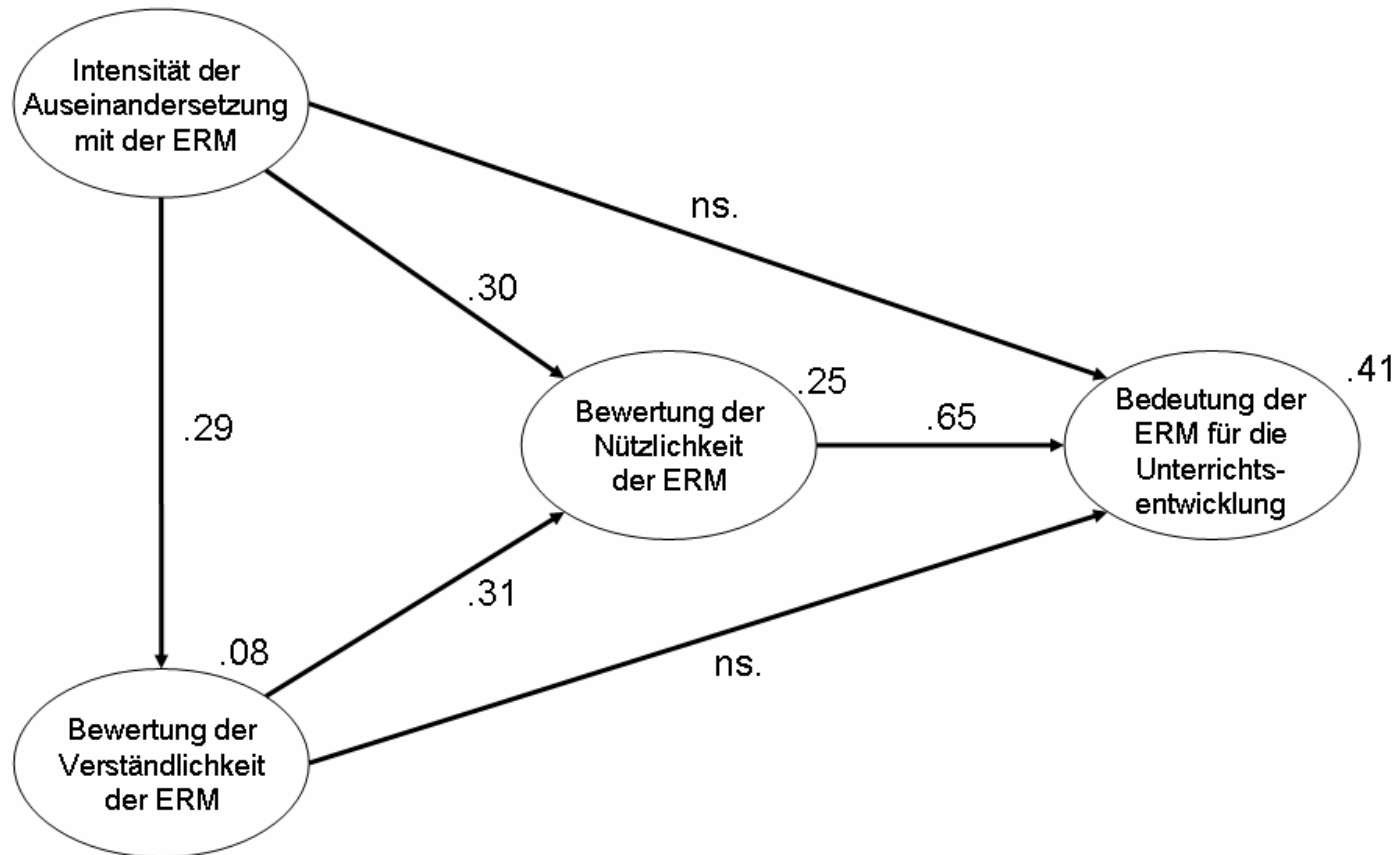 Intensität der
Auseinandersetzung
mit der ERM
ns.
.30
.29
.25
.41
Bewertung der
Nützlichkeit
der ERM
.65
Bedeutung der
ERM für die
Unterrichts-
entwicklung
.31
.08
ns.
Bewertung der
Verständlichkeit
der ERM